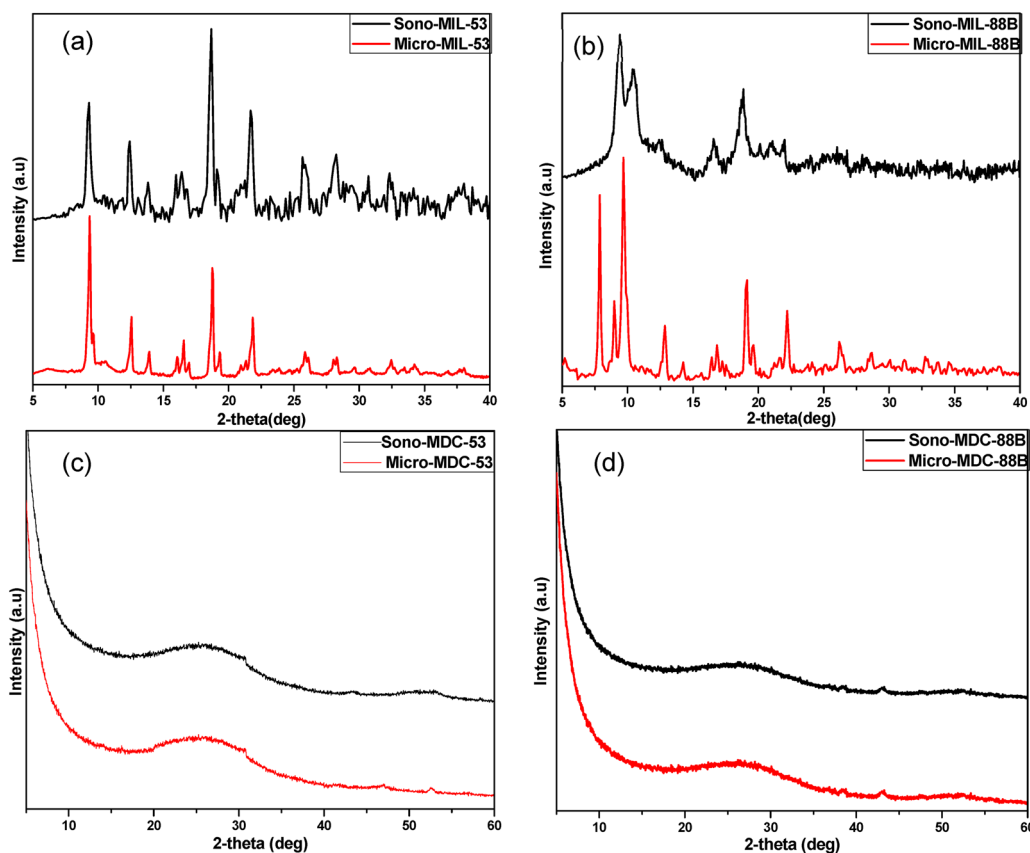 (a)
Sono-MIL-53
Micro-MIL-53
Intensity (a.u)
5 10 15 20 25 30 35 40
2-theta(deg)
(b)
Sono-MIL-88B
Micro-MIL-88B
Intensity (a.u)
5 10 15 20 25 30 35 40
2-theta(deg)
(c)
Sono-MDC-53
Micro-MDC-53
Intensity (a.u)
10 20 30 40 50 60
2-theta (deg)
(d)
Sono-MDC-88B
Micro-MDC-88B
Intensity (a.u)
10 20 30 40 50 60
2-theta (deg)